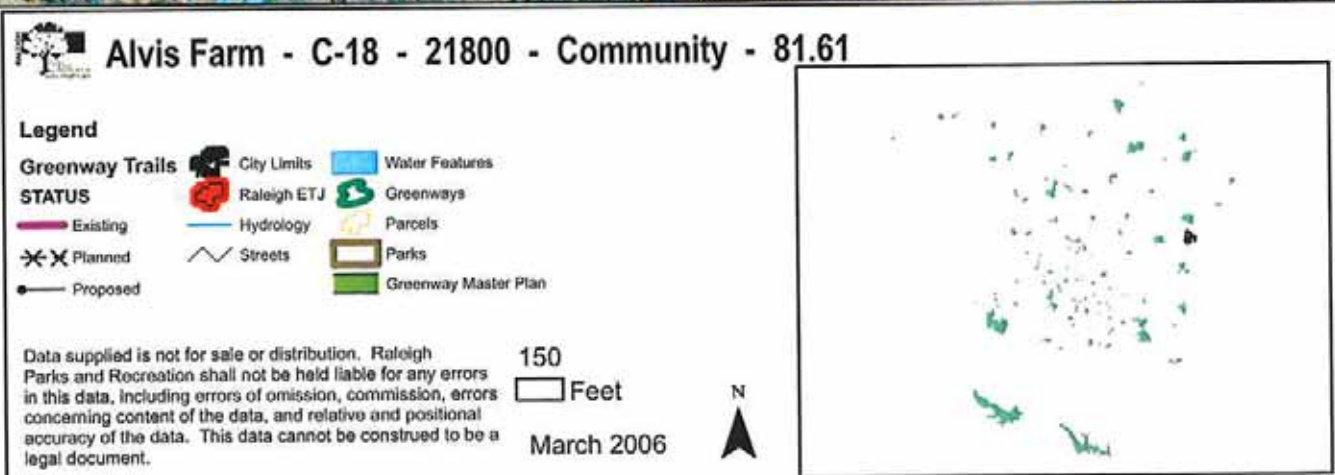 Alvis Farm - C-18 - 21800 - Community - 81.61
Legend
Greenway Trails
STATUS
Existing
Planned
Proposed
City Limits
Raleigh ETJ
Hydrology
Streets
Water Features
Greenways
Parcels
Parks
Greenway Master Plan
Data supplied is not for sale or distribution. Raleigh
Parks and Recreation shall not be held liable for any errors
in this data, including errors of omission, commission, errors
concerning content of the data, and relative and positional
accuracy of the data. This data cannot be construed to be a
legal document.
150
Feet
March 2006
N